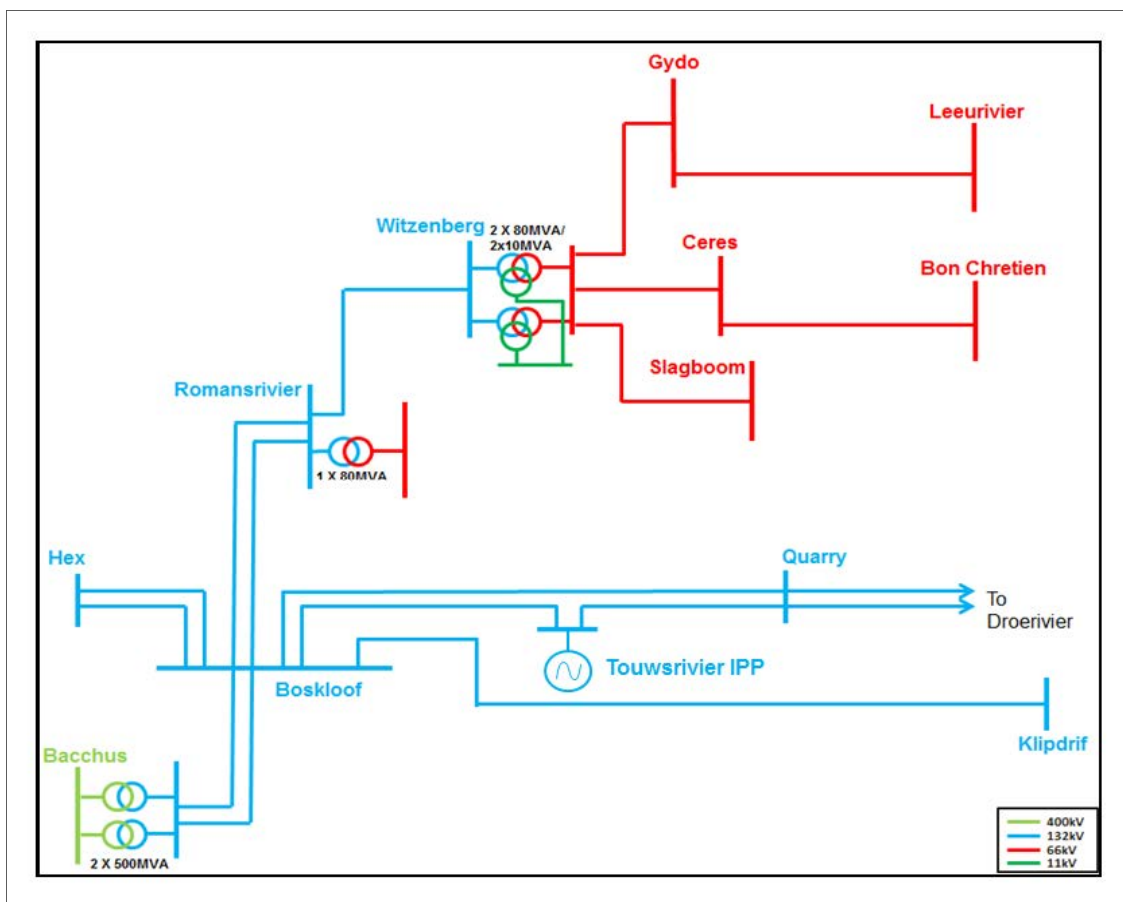 Gydo
Leeurivier
Witzenberg
2 X 80MVA/
2x10MVA
Ceres
Bon Chretien
Slagboom
Romansrivier
1 X 80MVA
Hex
Quarry
To
Droerivier
Touwsrivier IPP
Boskloof
Klipdrif
Bacchus
2 X 500MVA
400kV
132kV
66kV
11kV